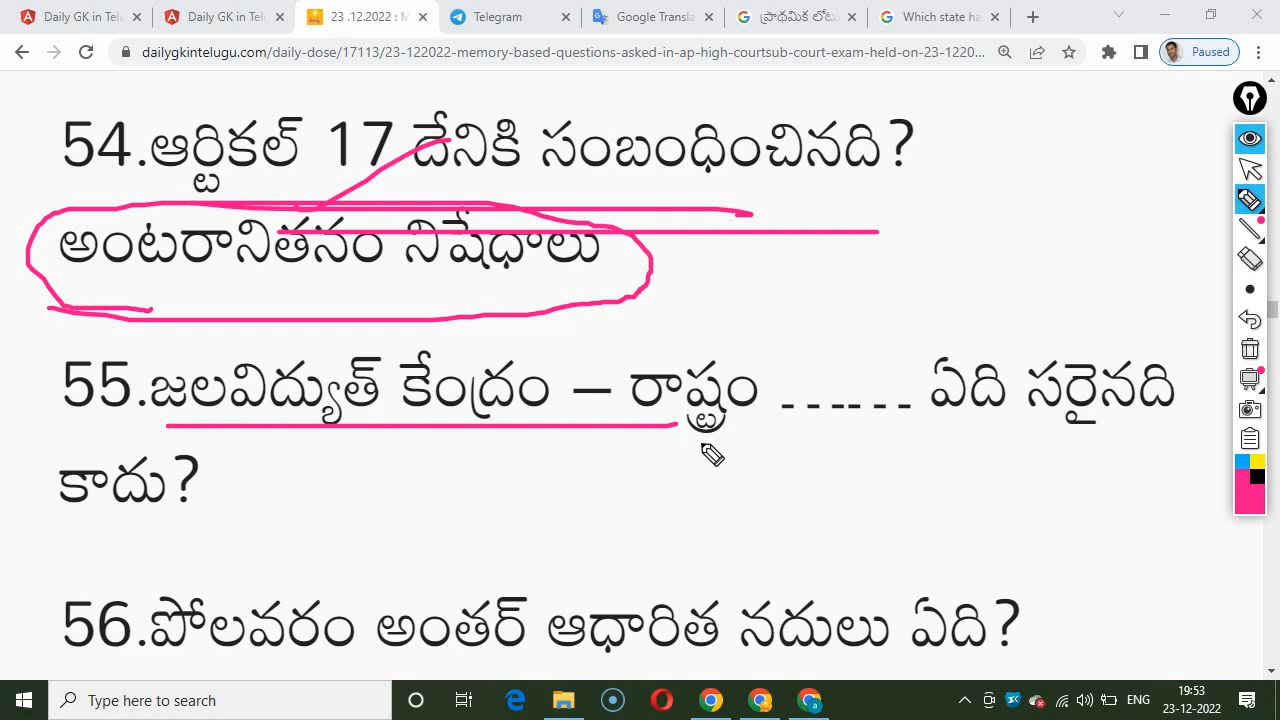 Daily GK in Telu
Daily GK in Telu
23 .12.2022 : M
Telegram
Google Transla
ప్రాథమిక లోటు
Which state ha
dailygkintelugu.com/daily-dose/17113/23-122022-memory-based-questions-asked-in-ap-high-courtsub-court-exam-held-on-23-1220...
Paused
54.ఆర్టికల్ 17 దేనికి సంబంధించినది?
అంటరానితనం నిషేధాలు
55.జలవిద్యుత్ కేంద్రం – రాష్ట్రం ...... ఏది సరైనది
కాదు?
56.పోలవరం అంతర్ ఆధారిత నదులు ఏది?
Type here to search
ENG
19:53
23-12-2022